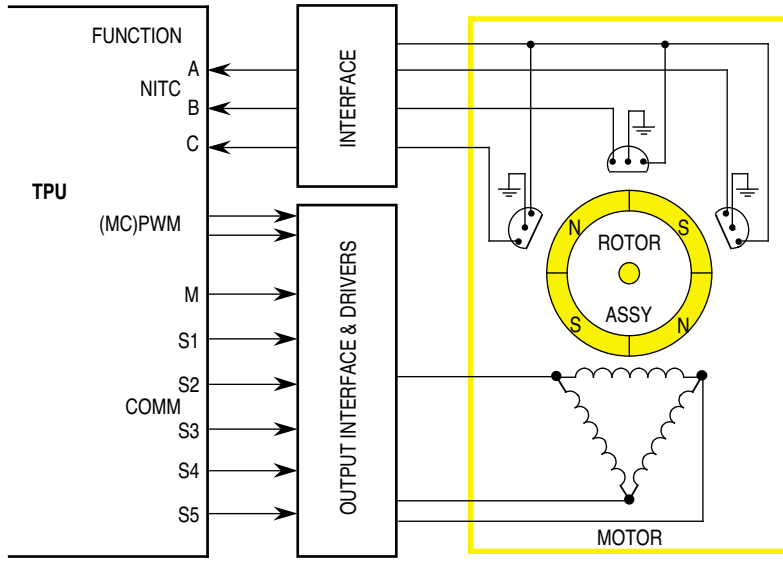 FUNCTION
A
NITC
B
C
TPU
(MC)PWM
M
S1
S2
COMM
S3
S4
S5
INTERFACE
OUTPUT INTERFACE & DRIVERS
N
S
ROTOR
ASSY
S
N
MOTOR